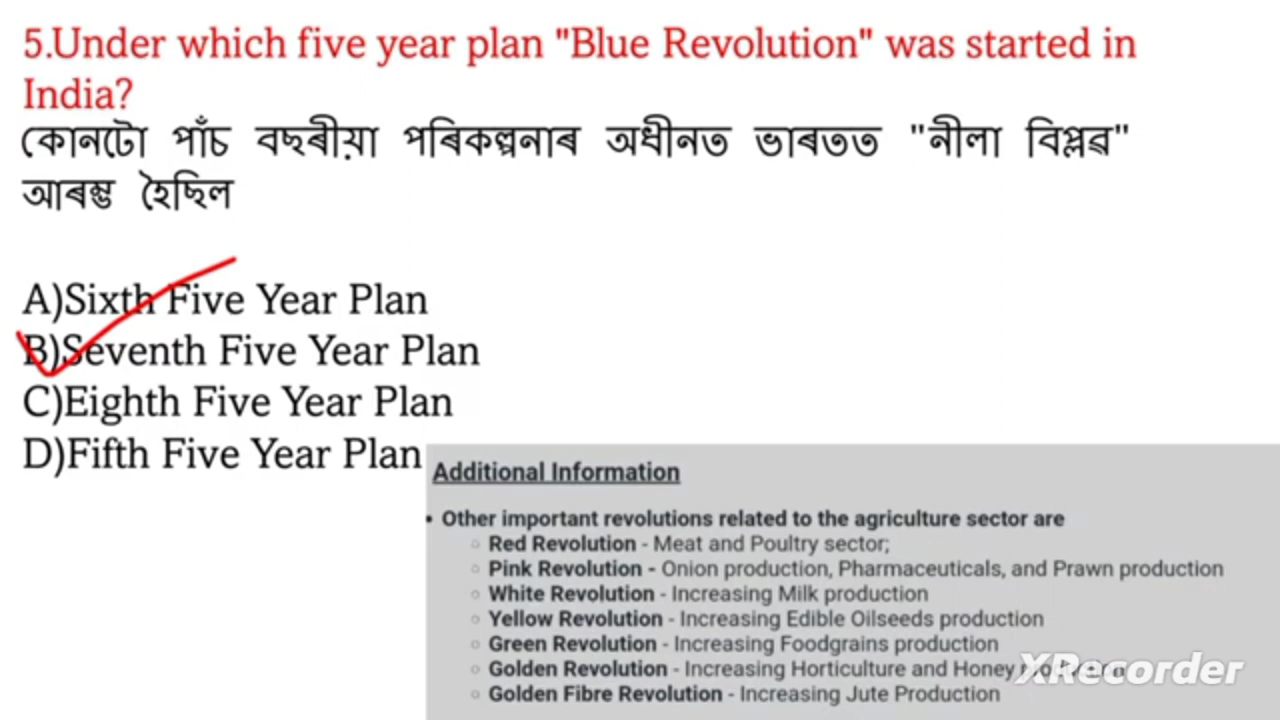 5.Under which five year plan "Blue Revolution" was started in
India?
কোনটো পাঁচ বছৰীয়া পৰিকল্পনাৰ অধীনত ভাৰতত "নীলা বিপ্লৱ"
আৰম্ভ হৈছিল
A)Sixth Five Year Plan
B)Seventh Five Year Plan
C)Eighth Five Year Plan
D)Fifth Five Year Plan
Additional Information
• Other important revolutions related to the agriculture sector are
○ Red Revolution - Meat and Poultry sector;
○ Pink Revolution - Onion production, Pharmaceuticals, and Prawn production
○ White Revolution - Increasing Milk production
○ Yellow Revolution - Increasing Edible Oilseeds production
○ Green Revolution - Increasing Foodgrains production
○ Golden Revolution - Increasing Horticulture and Honey
XRecorder
○ Golden Fibre Revolution - Increasing Jute Production